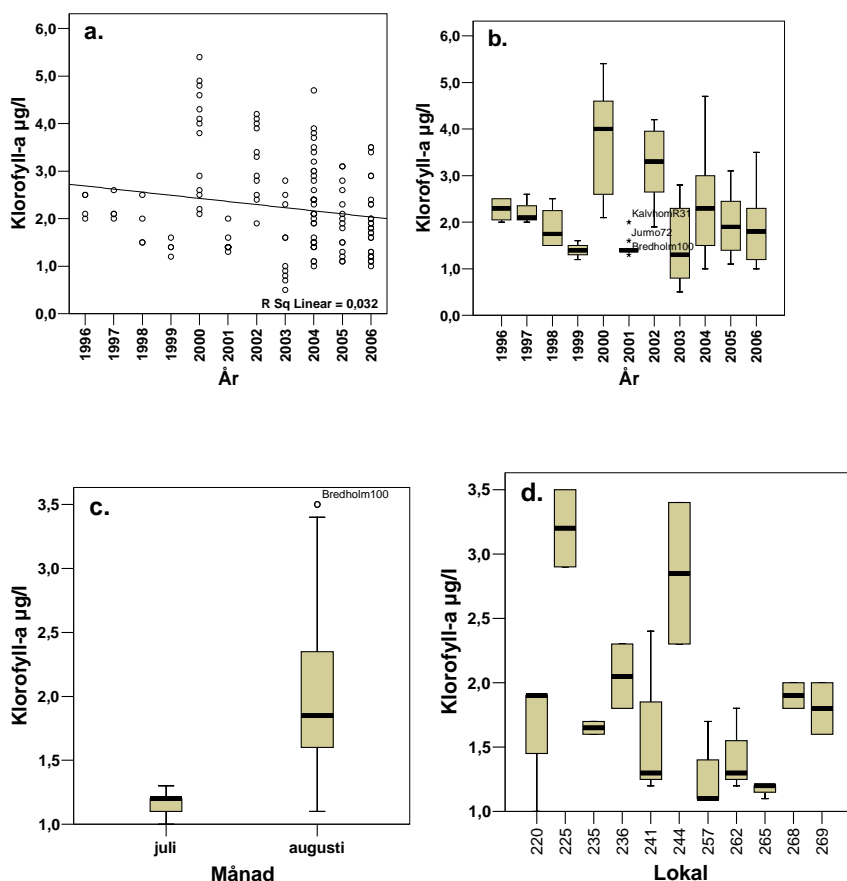 a.
Klorofyll-a µg/l
6,0
5,0
4,0
3,0
2,0
1,0
0,0
R Sq Linear = 0,032
1996 1997 1998 1999 2000 2001 2002 2003 2004 2005 2006
År
b.
Klorofyll-a µg/l
6,0
5,0
4,0
3,0
2,0
1,0
0,0
KalvhomR31
Jurmo72
Bredholm100
1996 1997 1998 1999 2000 2001 2002 2003 2004 2005 2006
År
c.
Klorofyll-a µg/l
Bredholm100
3,5
3,0
2,5
2,0
1,5
1,0
juli augusti
Månad
d.
Klorofyll-a µg/l
3,5
3,0
2,5
2,0
1,5
1,0
220 225 235 236 241 244 257 262 265 268 269
Lokal